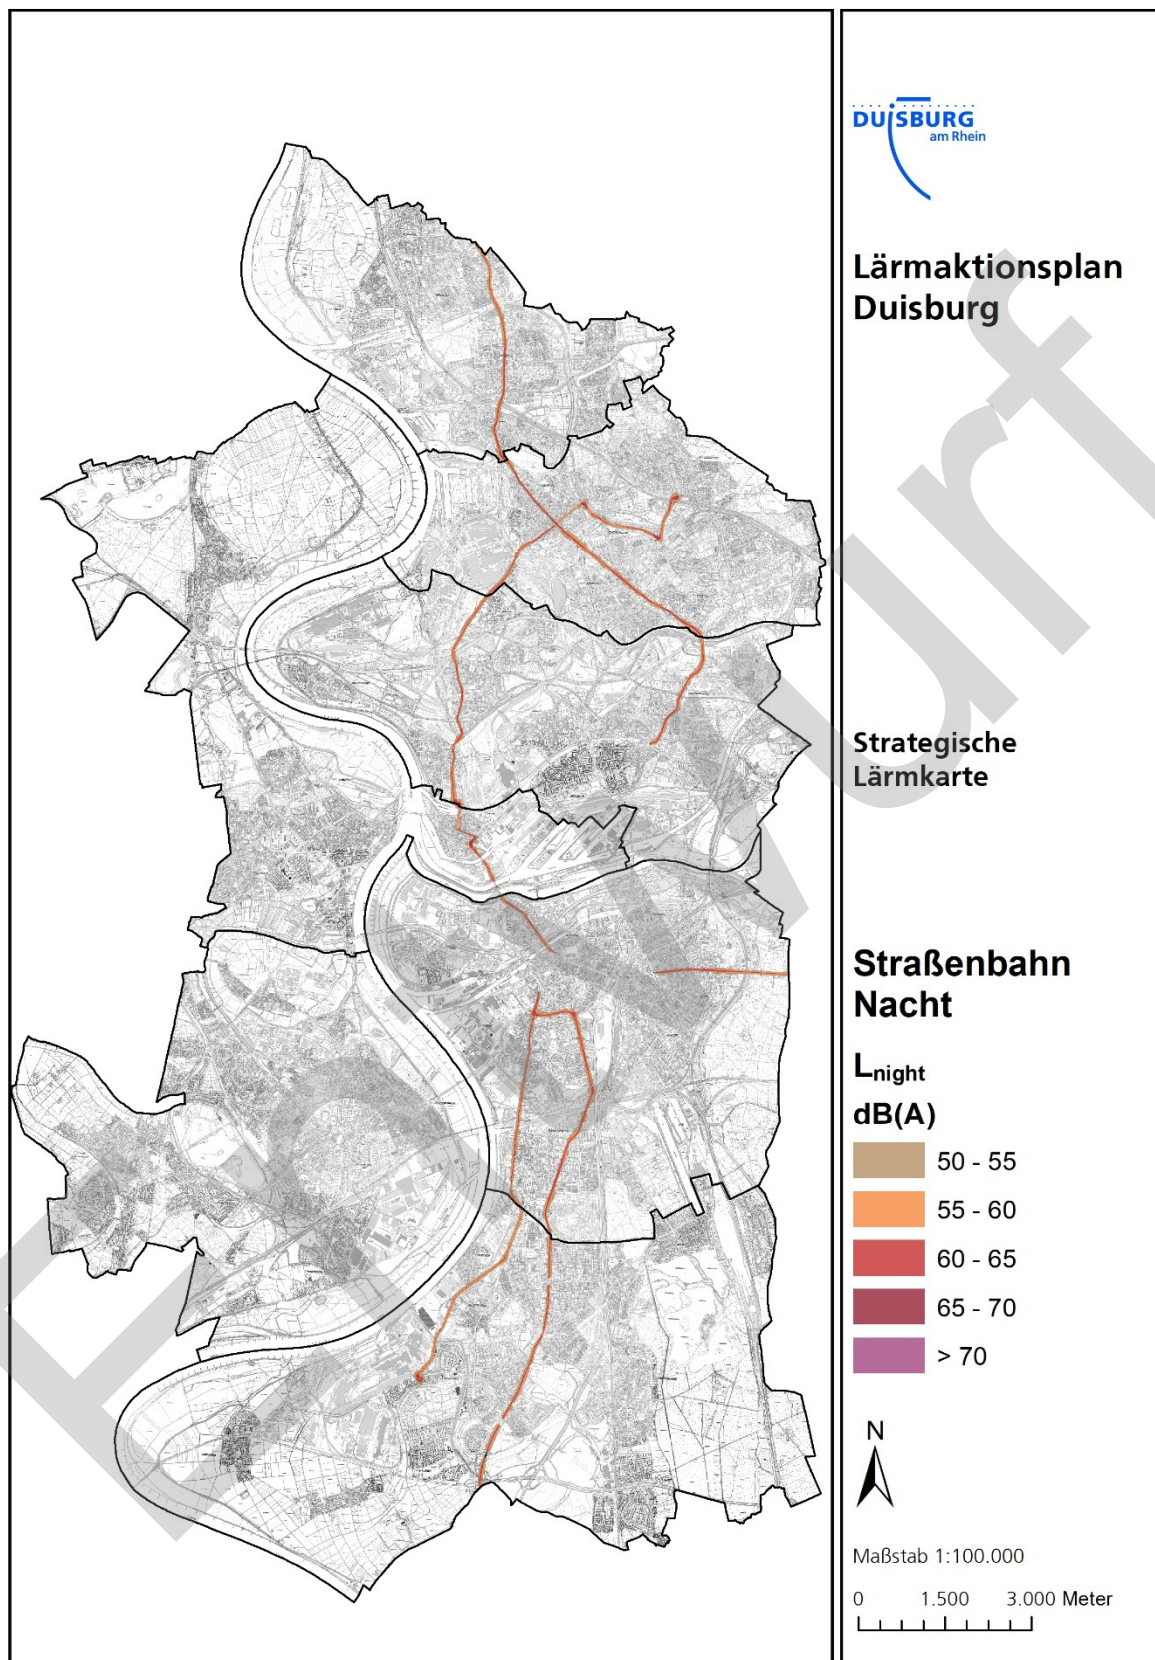 DUISBURG
am Rhein
Lärmaktionsplan
Duisburg
Strategische
Lärmkarte
Straßenbahn
Nacht
Lnight
dB(A)
50 - 55
55 - 60
60 - 65
65 - 70
> 70
N
Maßstab 1:100.000
0 1.500 3.000 Meter
Entwurf